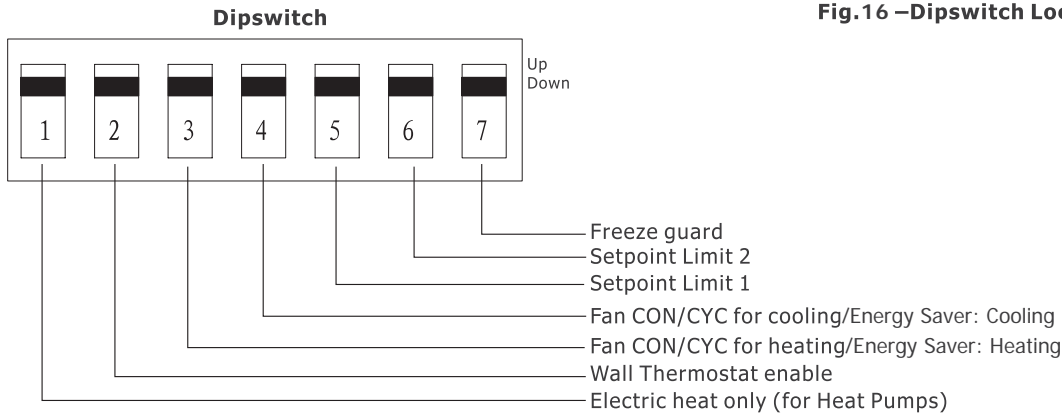 Dipswitch
Fig.16 –Dipswitch Loc
Up
Down
1 2 3 4 5 6 7
Freeze guard
Setpoint Limit 2
Setpoint Limit 1
Fan CON/CYC for cooling/Energy Saver: Cooling
Fan CON/CYC for heating/Energy Saver: Heating
Wall Thermostat enable
Electric heat only (for Heat Pumps)